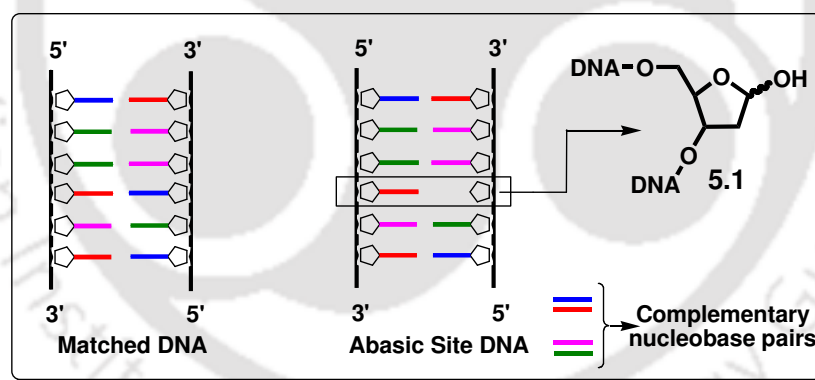 5' 3' 5' 3'
DNA-O O OH
O
DNA 5.1
3' 5' 3' 5'
Matched DNA Abasic Site DNA
Complementary
nucleobase pairs